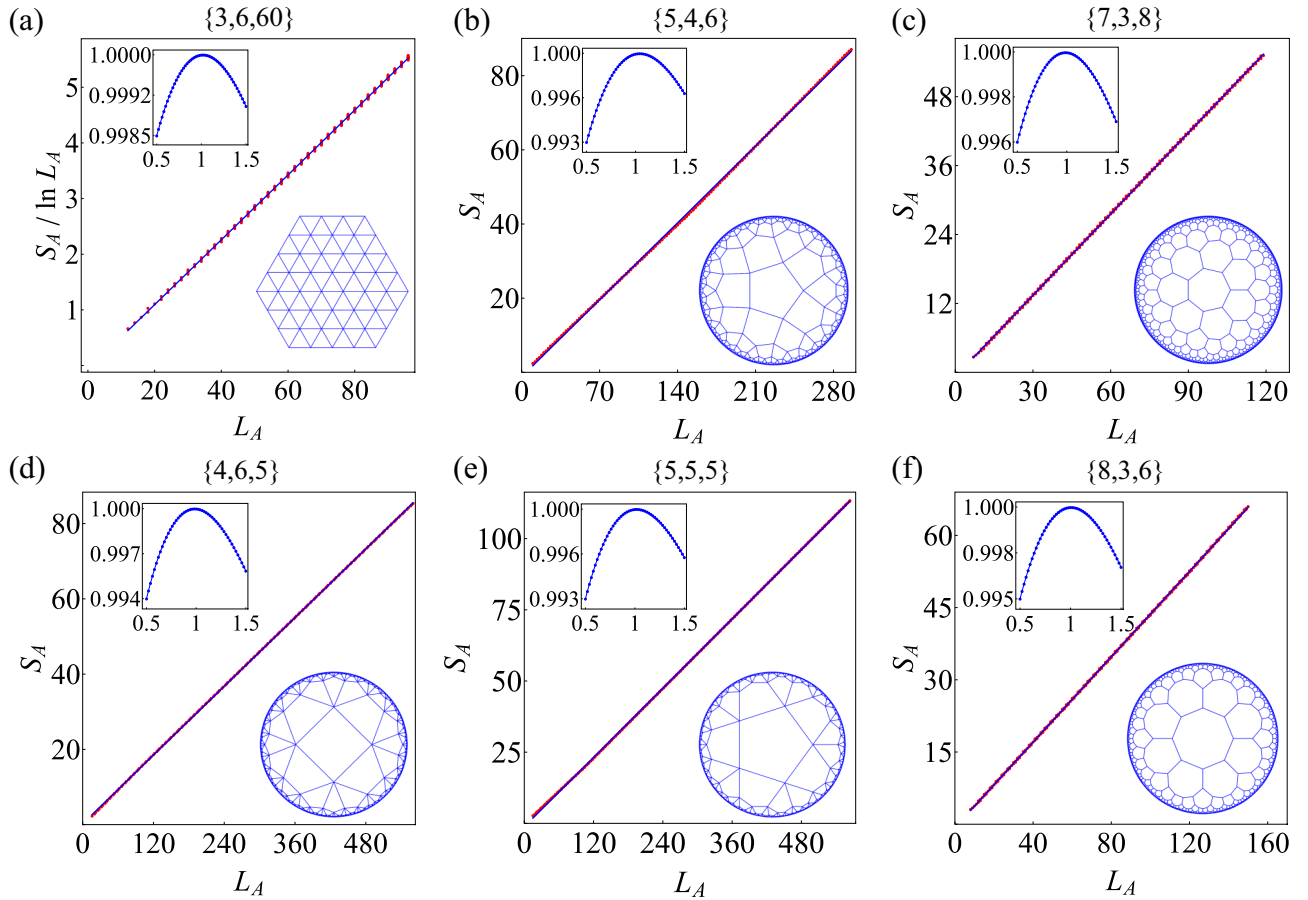 (a) {3,6,60}
S_A / ln L_A
5
4
3
2
1
1.0000
0.9992
0.9985
0.5 1 1.5
0 20 40 60 80
L_A
(b) {5,4,6}
S_A
80
60
40
20
1.000
0.996
0.993
0.5 1 1.5
0 70 140 210 280
L_A
(c) {7,3,8}
S_A
48
36
24
12
1.000
0.998
0.996
0.5 1 1.5
0 30 60 90 120
L_A
(d) {4,6,5}
S_A
80
60
40
20
1.000
0.997
0.994
0.5 1 1.5
0 120 240 360 480
L_A
(e) {5,5,5}
S_A
100
75
50
25
1.000
0.996
0.993
0.5 1 1.5
0 120 240 360 480
L_A
(f) {8,3,6}
S_A
60
45
30
15
1.000
0.998
0.995
0.5 1 1.5
0 40 80 120 160
L_A